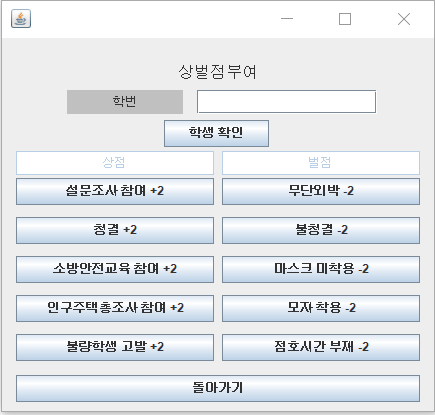 상벌점부여
학번
학생 확인
상점 벌점
설문조사 참여 +2 무단외박 -2
청결 +2 불청결 -2
소방안전교육 참여 +2 마스크 미착용 -2
인구주택총조사 참여 +2 모자 착용 -2
불량학생 고발 +2 점호시간 부재 -2
돌아가기